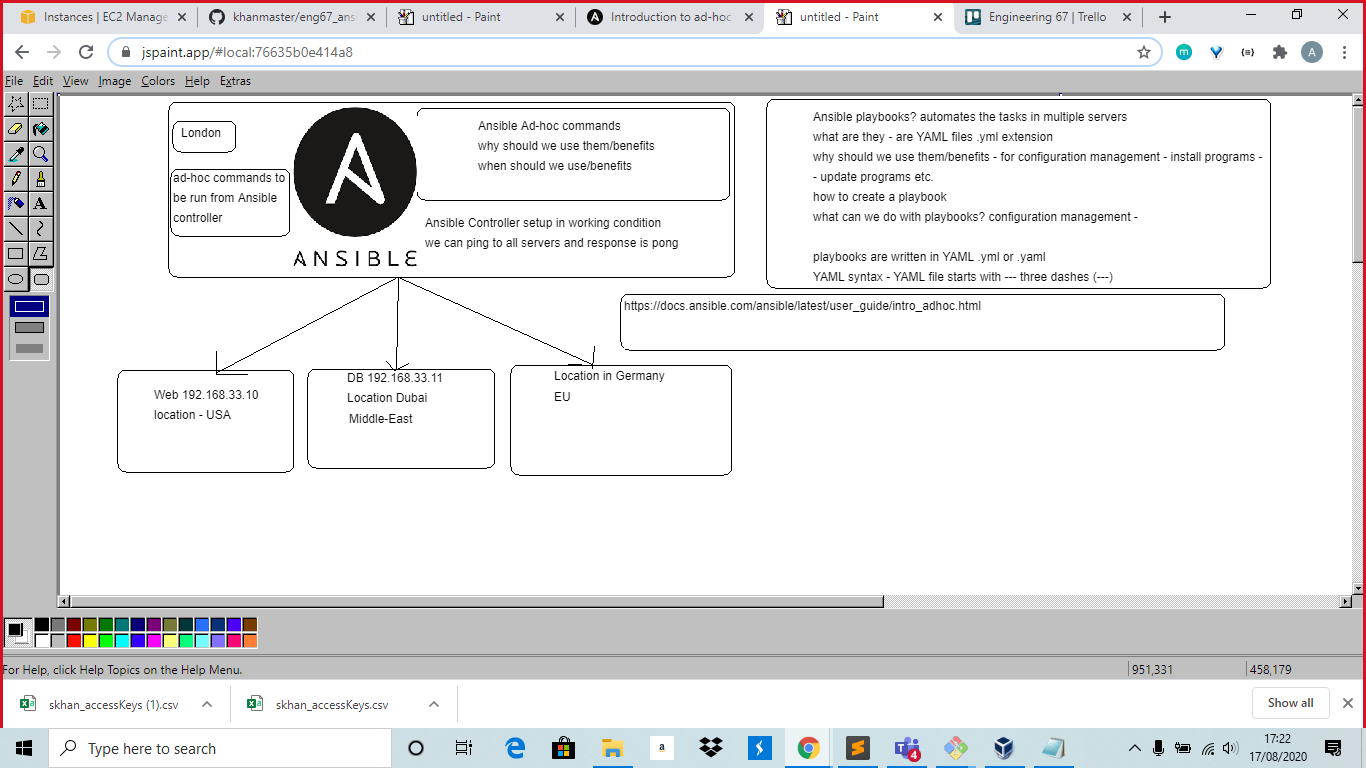 Instances | EC2 Manage
khanmaster/eng67_ans
untitled - Paint
Introduction to ad-hoc
untitled - Paint
Engineering 67 | Trello
jspaint.app/#local:76635b0e414a8
A
File Edit View Image Colors Help Extras
London
ad-hoc commands to
be run from Ansible
controller
ANSIBLE
Ansible Ad-hoc commands
why should we use them/benefits
when should we use/benefits
Ansible Controller setup in working condition
we can ping to all servers and response is pong
Ansible playbooks? automates the tasks in multiple servers
what are they - are YAML files .yml extension
why should we use them/benefits - for configuration management - install programs -
- update programs etc.
how to create a playbook
what can we do with playbooks? configuration management -
playbooks are written in YAML .yml or .yaml
YAML syntax - YAML file starts with --- three dashes (---)
https://docs.ansible.com/ansible/latest/user_guide/intro_adhoc.html
Web 192.168.33.10
location - USA
DB 192.168.33.11
Location Dubai
Middle-East
Location in Germany
EU
For Help, click Help Topics on the Help Menu.
951,331
458,179
skhan_accessKeys (1).csv
skhan_accessKeys.csv
Show all
Type here to search
a
4
17:22
17/08/2020